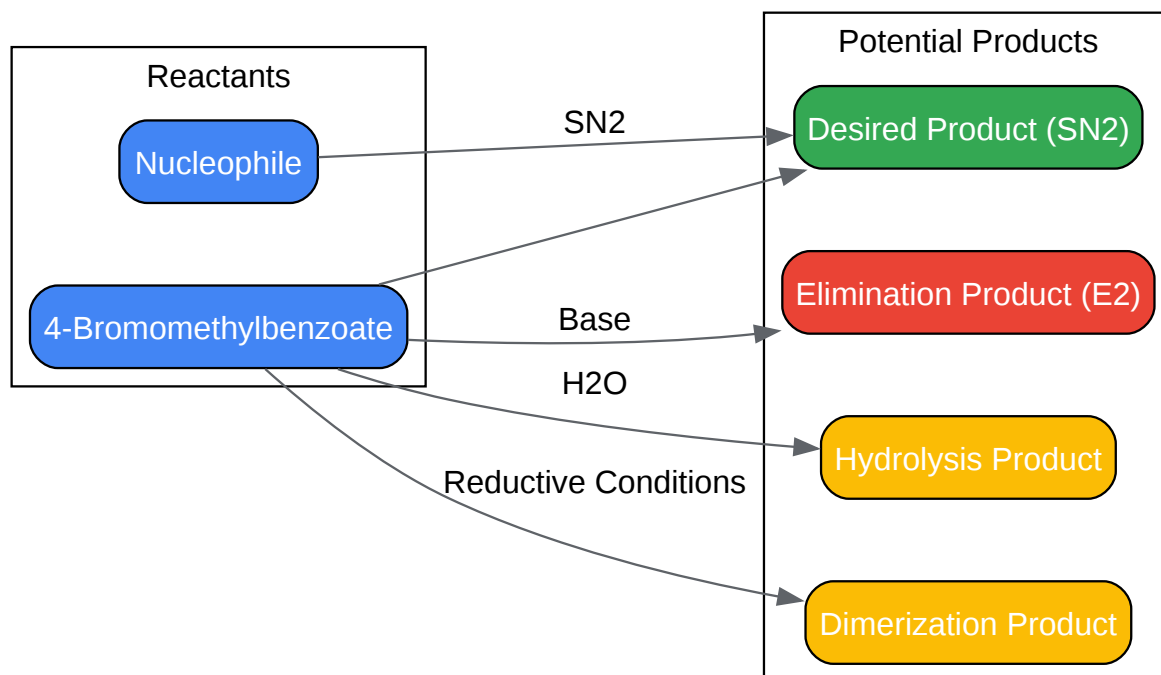 Reactants
Nucleophile
4-Bromomethylbenzoate
SN2
Base
H2O
Reductive Conditions
Potential Products
Desired Product (SN2)
Elimination Product (E2)
Hydrolysis Product
Dimerization Product